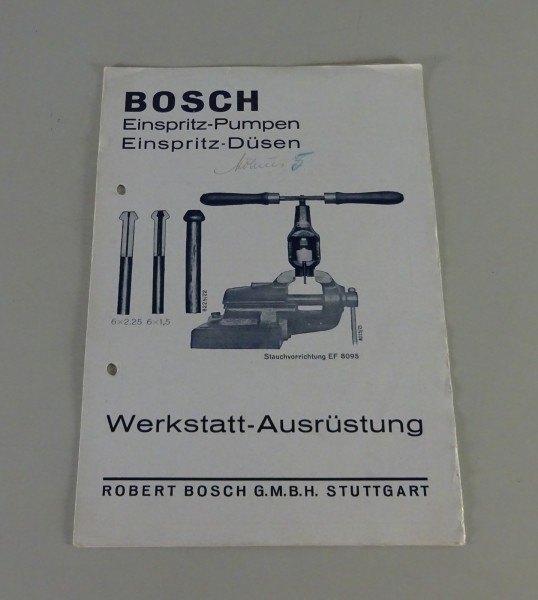 BOSCH
Einspritz-Pumpen
Einspritz-Düsen
5
6×2,25 6×1,5
Stauchvorrichtung EF 8095
Werkstatt-Ausrüstung
ROBERT BOSCH G.M.B.H. STUTTGART